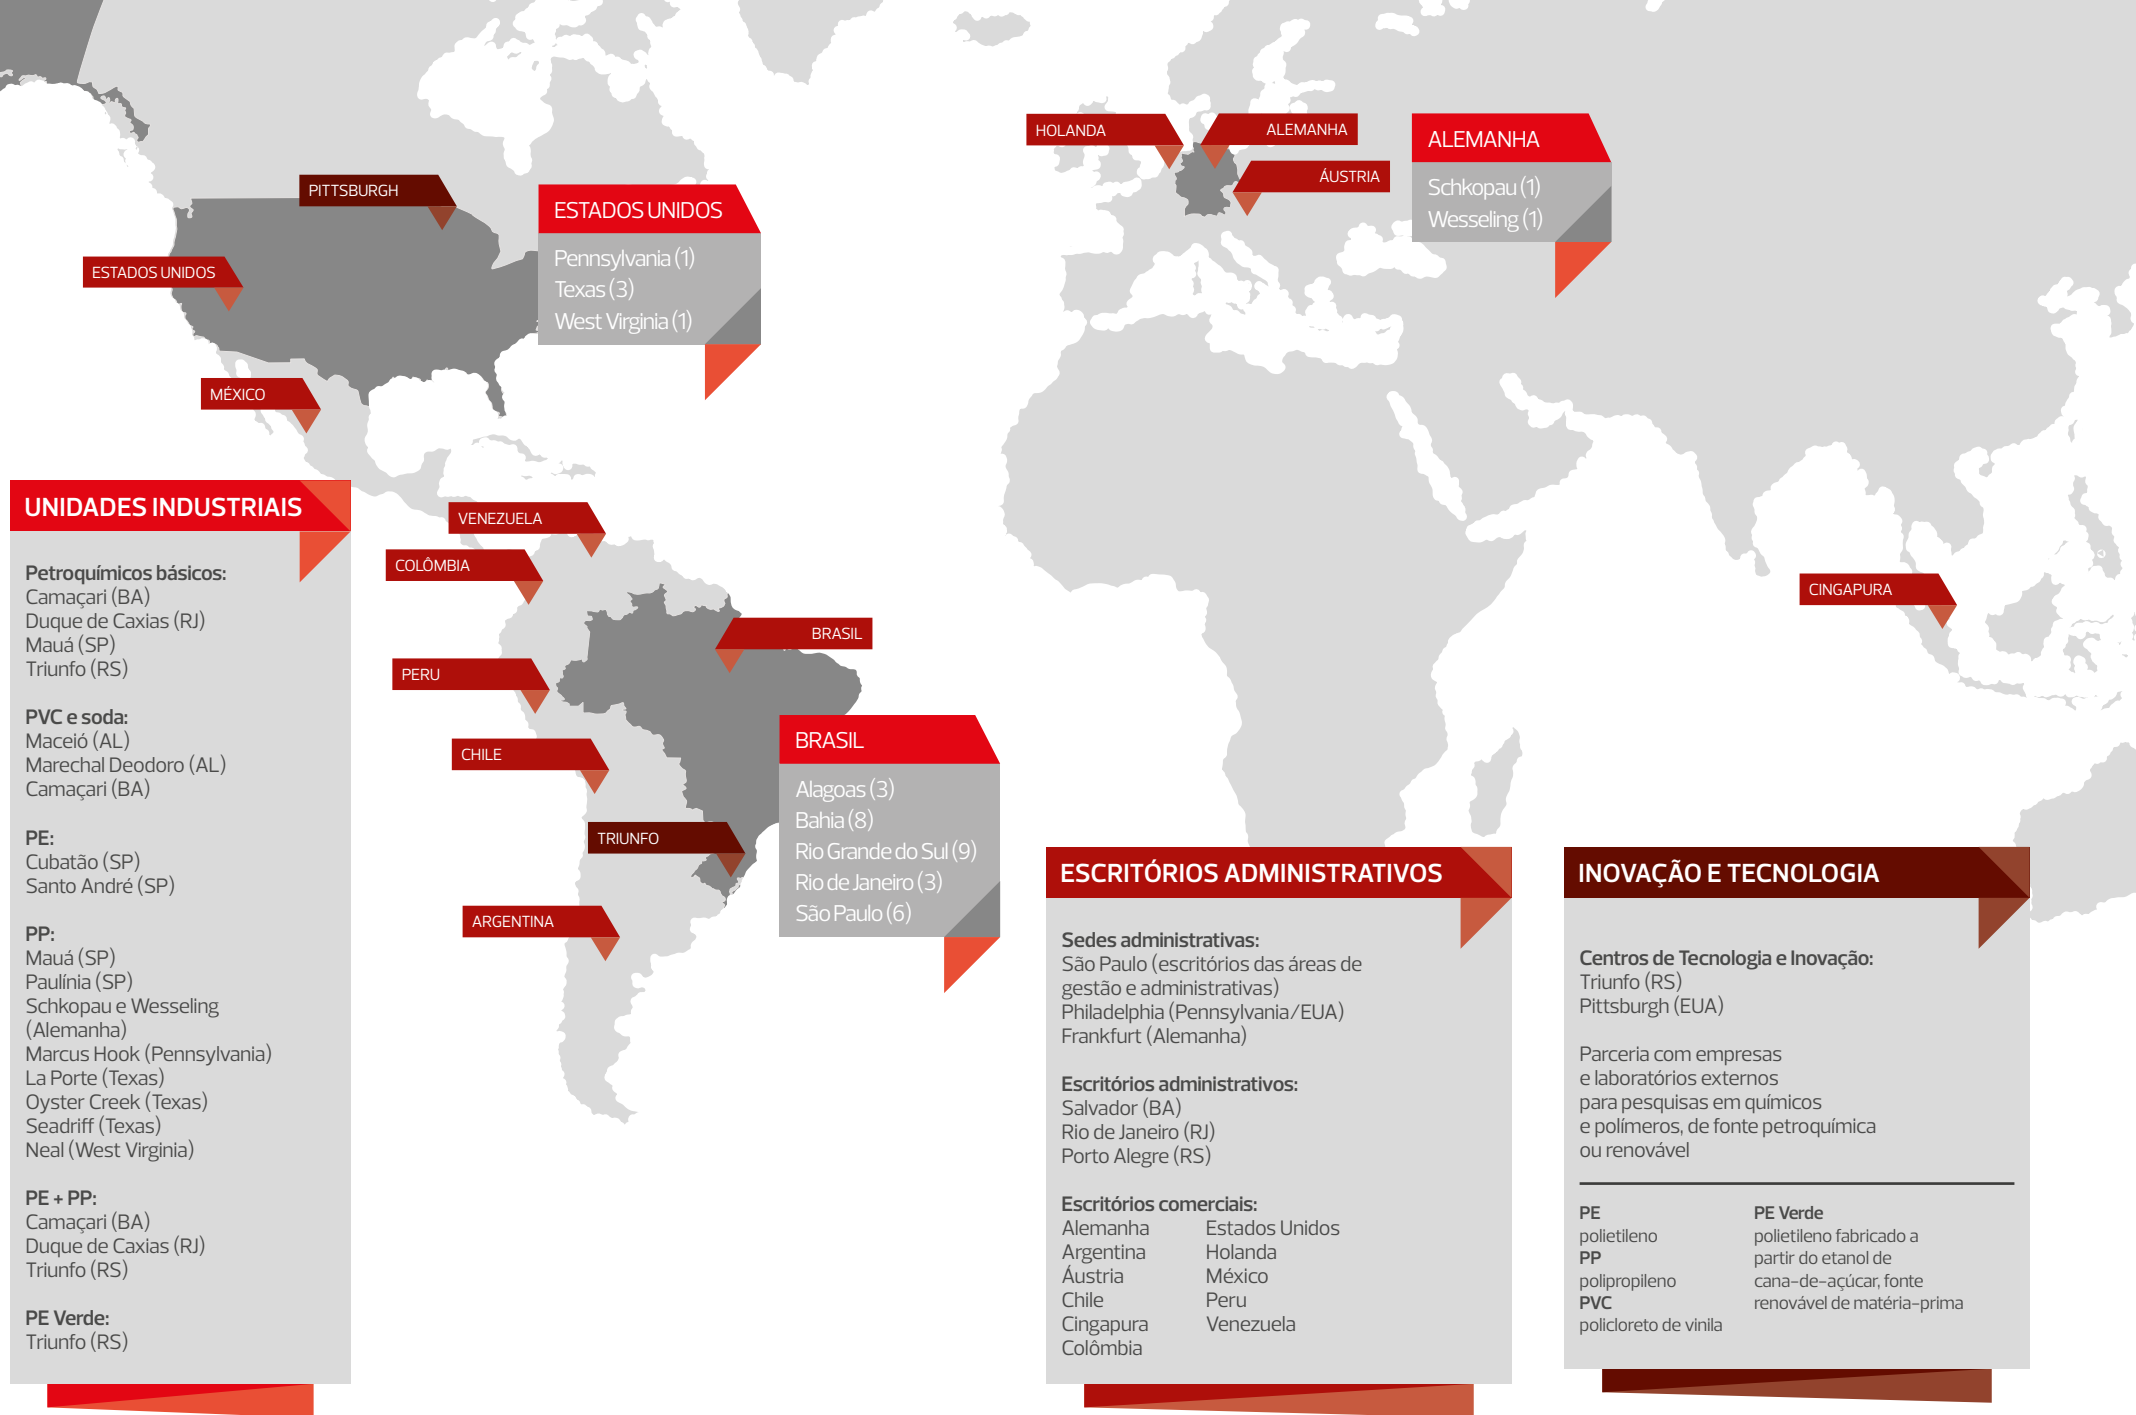 HOLANDA
ALEMANHA
ÁUSTRIA
ALEMANHA
Schkopau (1)
Wesseling (1)
PITTSBURGH
ESTADOS UNIDOS
Pennsylvania (1)
Texas (3)
West Virginia (1)
ESTADOS UNIDOS
MÉXICO
VENEZUELA
COLÔMBIA
CINGAPURA
BRASIL
PERU
CHILE
BRASIL
Alagoas (3)
Bahia (8)
Rio Grande do Sul (9)
Rio de Janeiro (3)
São Paulo (6)
TRIUNFO
ARGENTINA
UNIDADES INDUSTRIAIS
Petroquímicos básicos:
Camaçari (BA)
Duque de Caxias (RJ)
Mauá (SP)
Triunfo (RS)
PVC e soda:
Maceió (AL)
Marechal Deodoro (AL)
Camaçari (BA)
PE:
Cubatão (SP)
Santo André (SP)
PP:
Mauá (SP)
Paulínia (SP)
Schkopau e Wesseling
(Alemanha)
Marcus Hook (Pennsylvania)
La Porte (Texas)
Oyster Creek (Texas)
Seadriff (Texas)
Neal (West Virginia)
PE + PP:
Camaçari (BA)
Duque de Caxias (RJ)
Triunfo (RS)
PE Verde:
Triunfo (RS)
ESCRITÓRIOS ADMINISTRATIVOS
Sedes administrativas:
São Paulo (escritórios das áreas de
gestão e administrativas)
Philadelphia (Pennsylvania/EUA)
Frankfurt (Alemanha)
Escritórios administrativos:
Salvador (BA)
Rio de Janeiro (RJ)
Porto Alegre (RS)
Escritórios comerciais:
Alemanha
Argentina
Áustria
Chile
Cingapura
Colômbia
Estados Unidos
Holanda
México
Peru
Venezuela
INOVAÇÃO E TECNOLOGIA
Centros de Tecnologia e Inovação:
Triunfo (RS)
Pittsburgh (EUA)
Parceria com empresas
e laboratórios externos
para pesquisas em químicos
e polímeros, de fonte petroquímica
ou renovável
PE
polietileno
PP
polipropileno
PVC
policloreto de vinila
PE Verde
polietileno fabricado a
partir do etanol de
cana-de-açúcar, fonte
renovável de matéria-prima